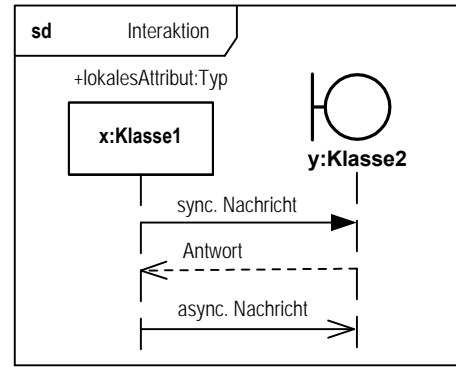 sd Interaktion
+lokalesAttribut:Typ
x:Klasse1
y:Klasse2
sync. Nachricht
Antwort
async. Nachricht